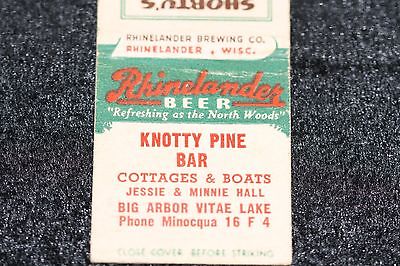 SHORTY'S
RHINELANDER BREWING CO.
RHINELANDER, WISC.
Rhinelander
BEER
"Refreshing as the North Woods"
KNOTTY PINE
BAR
COTTAGES & BOATS
JESSIE & MINNIE HALL
BIG ARBOR VITAE LAKE
Phone Minocqua 16 F 4
CLOSE COVER BEFORE STRIKING